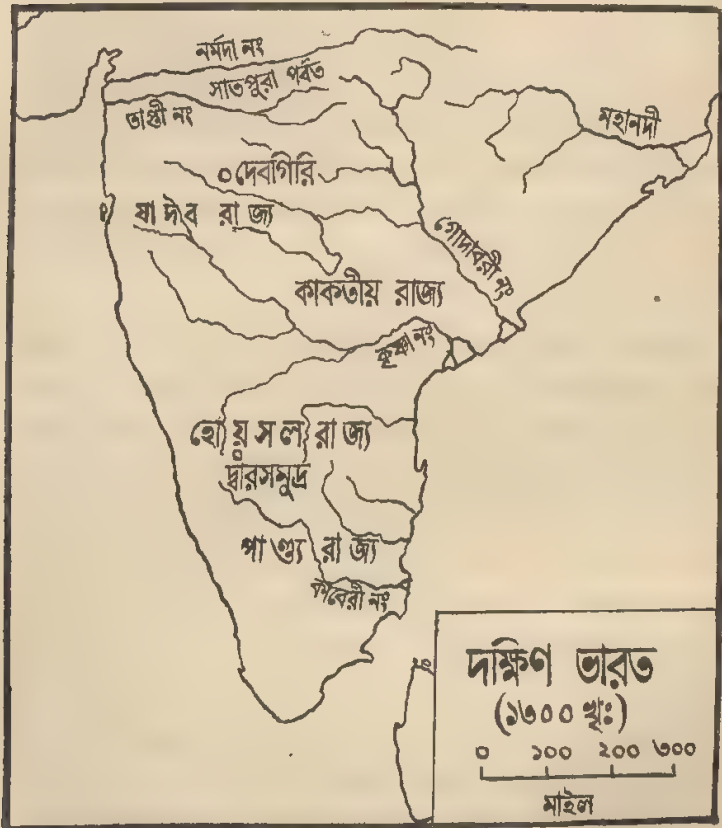 নর্মদা নং
সাতপুরা পর্বত
তাপ্তী নং
মহানদী
দেবগিরি
যাদব রাজ্য
গোদাবরী নং
কাকতীয় রাজ্য
কৃষ্ণা নং
হোয়সল রাজ্য
দ্বারসমুদ্র
পাণ্ড্য রাজ্য
কাবেরী নং
দক্ষিণ ভারত
(১৩০০ খৃঃ)
০ ১০০ ২০০ ৩০০
মাইল